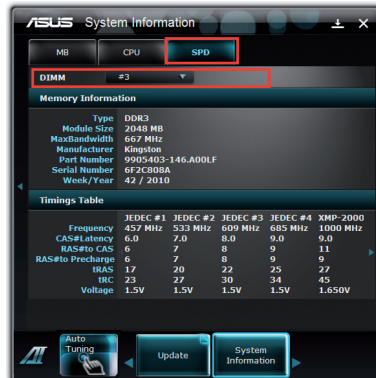 ASUS System Information
MB CPU SPD
DIMM #3
Memory Information
Type DDR3
Module Size 2048 MB
MaxBandwidth 667 MHz
Manufacturer Kingston
Part Number 9905403-146.A00LF
Serial Number 6F2C808A
Week/Year 42 / 2010
Timings Table
JEDEC #1 JEDEC #2 JEDEC #3 JEDEC #4 XMP-2000
Frequency 457 MHz 533 MHz 609 MHz 685 MHz 1000 MHz
CAS#Latency 6.0 7.0 8.0 9.0 9.0
RAS#to CAS 6 7 8 9 11
RAS#to Precharge 6 7 8 9 9
tRAS 17 20 22 25 27
tRC 23 27 30 34 45
Voltage 1.5V 1.5V 1.5V 1.5V 1.650V
Auto
Tuning
Update
System
Information